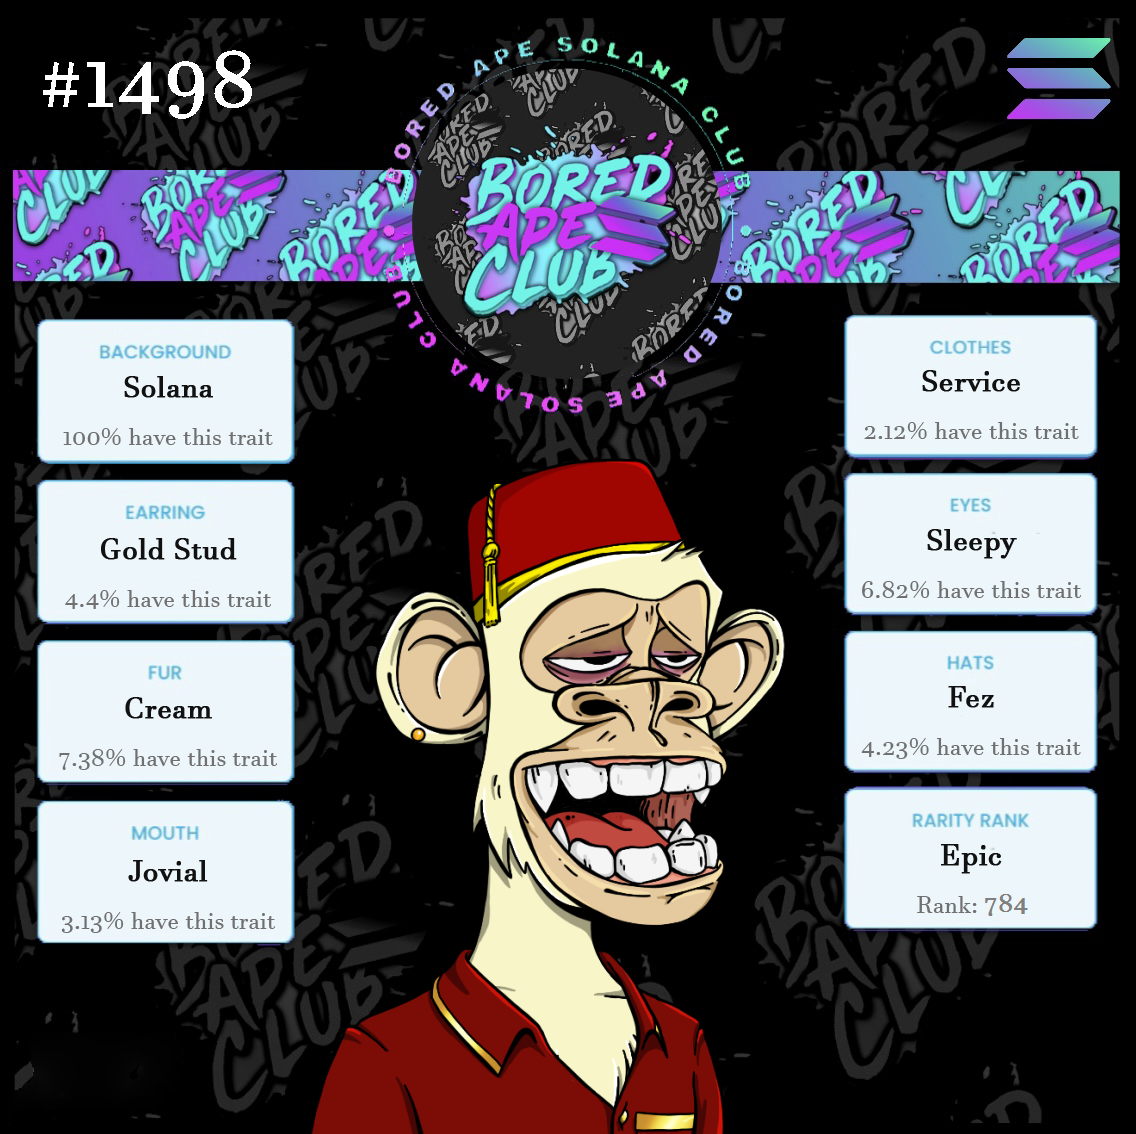 #1498
BORED APE SOLANA CLUB
BORED
APE
CLUB
BORED APE SOLANA CLUB
BACKGROUND
Solana
100% have this trait
EARRING
Gold Stud
4.4% have this trait
FUR
Cream
7.38% have this trait
MOUTH
Jovial
3.13% have this trait
CLOTHES
Service
2.12% have this trait
EYES
Sleepy
6.82% have this trait
HATS
Fez
4.23% have this trait
RARITY RANK
Epic
Rank: 784